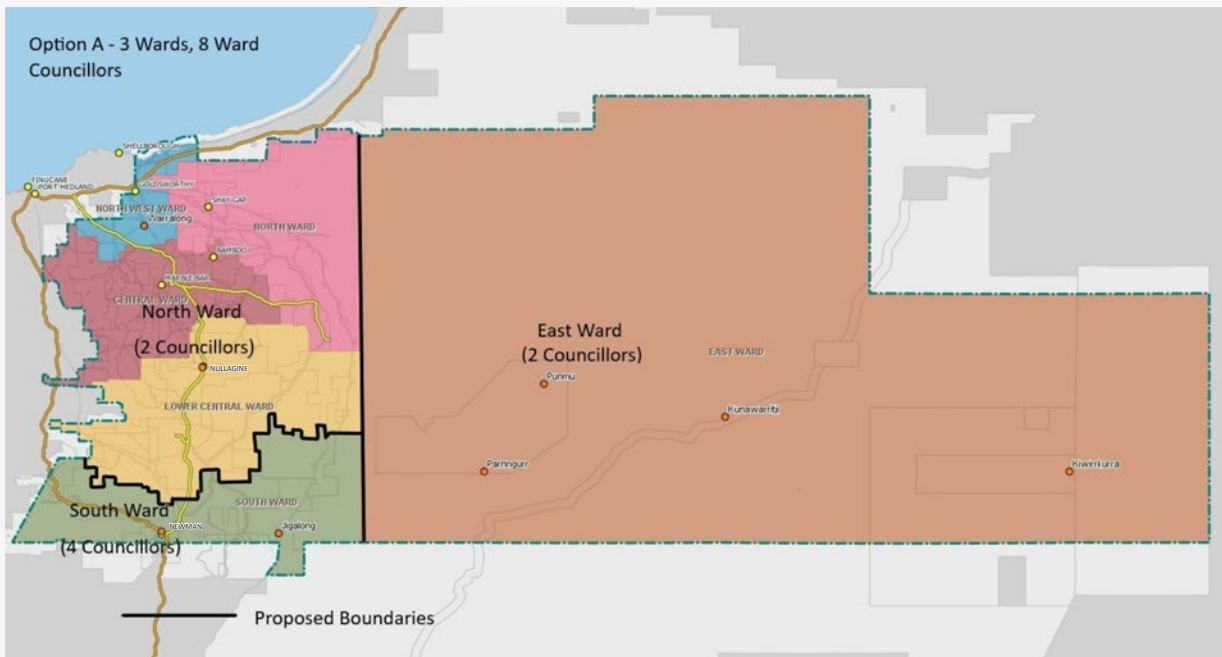 Option A - 3 Wards, 8 Ward
Councillors
SHELLBOROUGH
FINUCANE
PORT HEDLAND
GOLDSWORTHY
NORTH WEST WARD
SHAY GAP
Warralong
NORTH WARD
BAMBOO
MARBLE BAR
CENTRAL WARD
North Ward
(2 Councillors)
East Ward
(2 Councillors)
EAST WARD
NULLAGINE
Punmu
LOWER CENTRAL WARD
Kunawarritji
Parnngurr
Kiwirrkurra
SOUTH WARD
South Ward
NEWMAN
Jigalong
(4 Councillors)
Proposed Boundaries